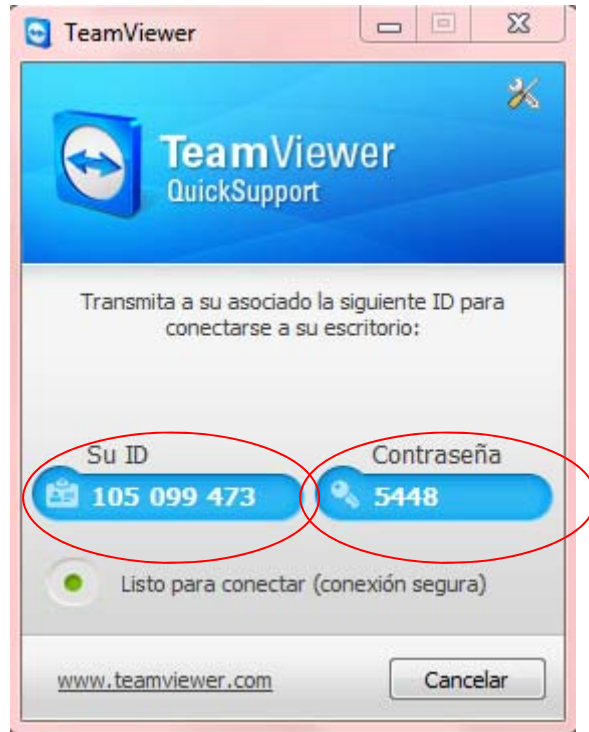 TeamViewer
TeamViewer
QuickSupport
Transmita a su asociado la siguiente ID para
conectarse a su escritorio:
Su ID
Contraseña
105 099 473
5448
Listo para conectar (conexión segura)
www.teamviewer.com
Cancelar